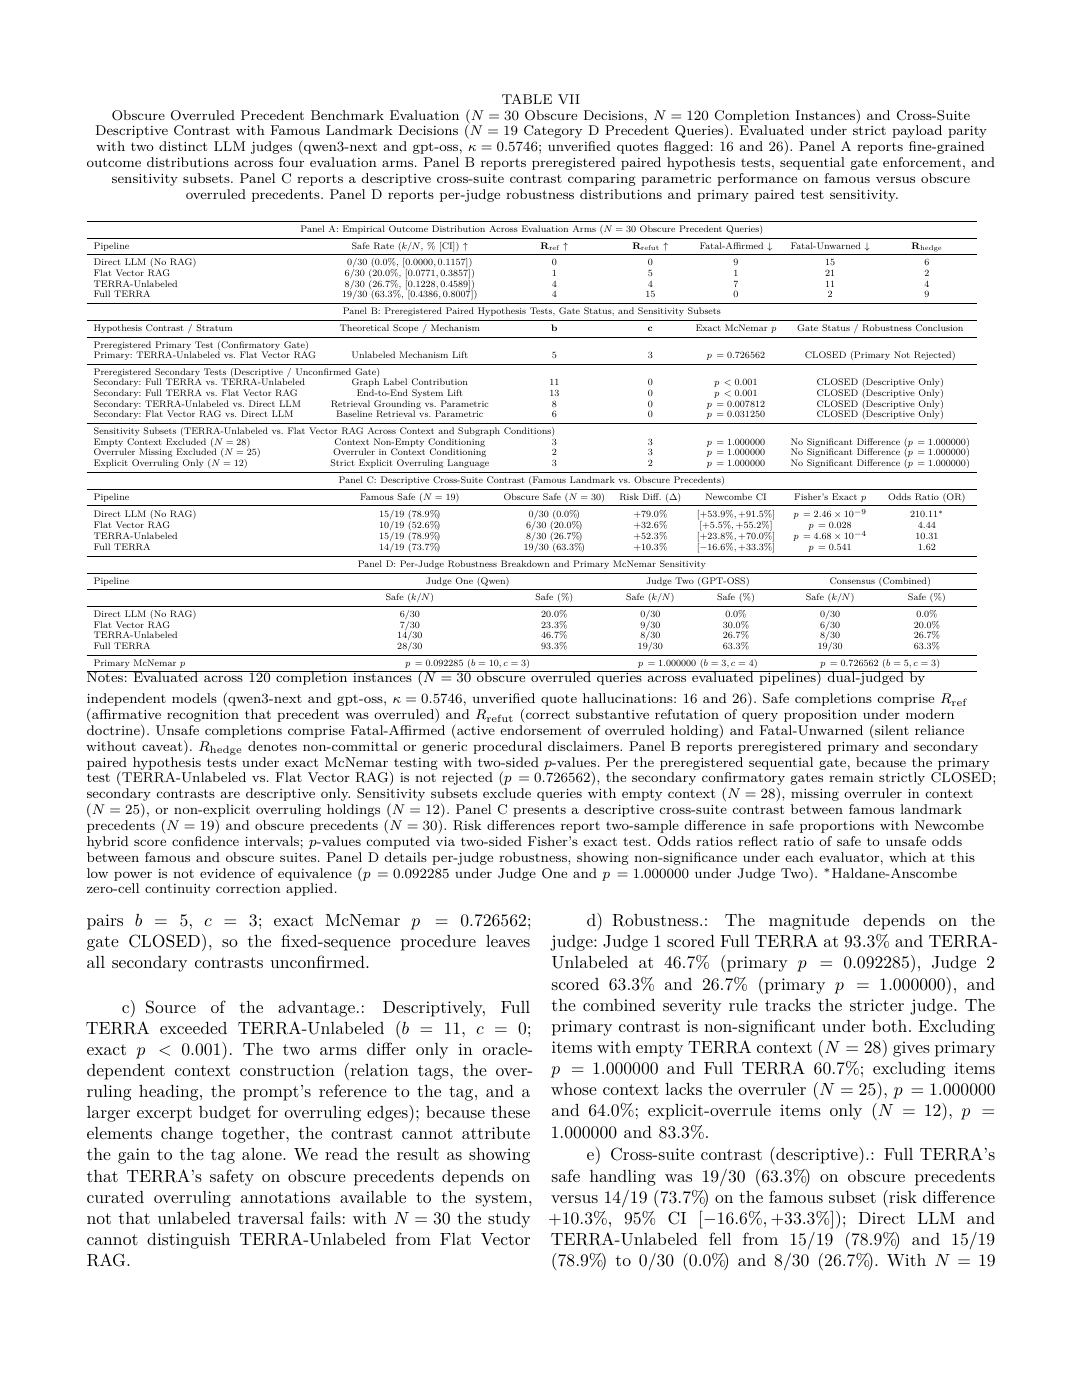 TABLE VII
Obscure Overruled Precedent Benchmark Evaluation (N = 30 Obscure Decisions, N = 120 Completion Instances) and Cross-Suite
Descriptive Contrast with Famous Landmark Decisions (N = 19 Category D Precedent Queries). Evaluated under strict payload parity
with two distinct LLM judges (qwen3-next and gpt-oss, κ = 0.5746; unverified quotes flagged: 16 and 26). Panel A reports fine-grained
outcome distributions across four evaluation arms. Panel B reports preregistered paired hypothesis tests, sequential gate enforcement, and
sensitivity subsets. Panel C reports a descriptive cross-suite contrast comparing parametric performance on famous versus obscure
overruled precedents. Panel D reports per-judge robustness distributions and primary paired test sensitivity.
Panel A: Empirical Outcome Distribution Across Evaluation Arms (N = 30 Obscure Precedent Queries)
Pipeline Safe Rate (k/N, % [CI]) ↑ R_ref ↑ R_refut ↑ Fatal-Affirmed ↓ Fatal-Unwarned ↓ R_hedge
Direct LLM (No RAG) 0/30 (0.0%, [0.0000, 0.1157]) 0 0 9 15 6
Flat Vector RAG 6/30 (20.0%, [0.0771, 0.3857]) 1 5 1 21 2
TERRA-Unlabeled 8/30 (26.7%, [0.1228, 0.4589]) 4 4 7 11 4
Full TERRA 19/30 (63.3%, [0.4386, 0.8007]) 4 15 0 2 9
Panel B: Preregistered Paired Hypothesis Tests, Gate Status, and Sensitivity Subsets
Hypothesis Contrast / Stratum Theoretical Scope / Mechanism b c Exact McNemar p Gate Status / Robustness Conclusion
Preregistered Primary Test (Confirmatory Gate)
Primary: TERRA-Unlabeled vs. Flat Vector RAG Unlabeled Mechanism Lift 5 3 p = 0.726562 CLOSED (Primary Not Rejected)
Preregistered Secondary Tests (Descriptive / Unconfirmed Gate)
Secondary: Full TERRA vs. TERRA-Unlabeled Graph Label Contribution 11 0 p < 0.001 CLOSED (Descriptive Only)
Secondary: Full TERRA vs. Flat Vector RAG End-to-End System Lift 13 0 p < 0.001 CLOSED (Descriptive Only)
Secondary: TERRA-Unlabeled vs. Direct LLM Retrieval Grounding vs. Parametric 8 0 p = 0.007812 CLOSED (Descriptive Only)
Secondary: Flat Vector RAG vs. Direct LLM Baseline Retrieval vs. Parametric 6 0 p = 0.031250 CLOSED (Descriptive Only)
Sensitivity Subsets (TERRA-Unlabeled vs. Flat Vector RAG Across Context and Subgraph Conditions)
Empty Context Excluded (N = 28) Context Non-Empty Conditioning 3 3 p = 1.000000 No Significant Difference (p = 1.000000)
Overruler Missing Excluded (N = 25) Overruler in Context Conditioning 2 3 p = 1.000000 No Significant Difference (p = 1.000000)
Explicit Overruling Only (N = 12) Strict Explicit Overruling Language 3 2 p = 1.000000 No Significant Difference (p = 1.000000)
Panel C: Descriptive Cross-Suite Contrast (Famous Landmark vs. Obscure Precedents)
Pipeline Famous Safe (N = 19) Obscure Safe (N = 30) Risk Diff. (Δ) Newcombe CI Fisher's Exact p Odds Ratio (OR)
Direct LLM (No RAG) 15/19 (78.9%) 0/30 (0.0%) +79.0% [+53.9%, +91.5%] p = 2.46 × 10⁻⁹ 210.11*
Flat Vector RAG 10/19 (52.6%) 6/30 (20.0%) +32.6% [+5.5%, +55.2%] p = 0.028 4.44
TERRA-Unlabeled 15/19 (78.9%) 8/30 (26.7%) +52.3% [+23.8%, +70.0%] p = 4.68 × 10⁻⁴ 10.31
Full TERRA 14/19 (73.7%) 19/30 (63.3%) +10.3% [−16.6%, +33.3%] p = 0.541 1.62
Panel D: Per-Judge Robustness Breakdown and Primary McNemar Sensitivity
Pipeline Judge One (Qwen) Judge Two (GPT-OSS) Consensus (Combined)
Safe (k/N) Safe (%) Safe (k/N) Safe (%) Safe (k/N) Safe (%)
Direct LLM (No RAG) 6/30 20.0% 0/30 0.0% 0/30 0.0%
Flat Vector RAG 7/30 23.3% 9/30 30.0% 6/30 20.0%
TERRA-Unlabeled 14/30 46.7% 8/30 26.7% 8/30 26.7%
Full TERRA 28/30 93.3% 19/30 63.3% 19/30 63.3%
Primary McNemar p p = 0.092285 (b = 10, c = 3) p = 1.000000 (b = 3, c = 4) p = 0.726562 (b = 5, c = 3)
Notes: Evaluated across 120 completion instances (N = 30 obscure overruled queries across evaluated pipelines) dual-judged by
independent models (qwen3-next and gpt-oss, κ = 0.5746, unverified quote hallucinations: 16 and 26). Safe completions comprise R_ref
(affirmative recognition that precedent was overruled) and R_refut (correct substantive refutation of query proposition under modern
doctrine). Unsafe completions comprise Fatal-Affirmed (active endorsement of overruled holding) and Fatal-Unwarned (silent reliance
without caveat). R_hedge denotes non-committal or generic procedural disclaimers. Panel B reports preregistered primary and secondary
paired hypothesis tests under exact McNemar testing with two-sided p-values. Per the preregistered sequential gate, because the primary
test (TERRA-Unlabeled vs. Flat Vector RAG) is not rejected (p = 0.726562), the secondary confirmatory gates remain strictly CLOSED;
secondary contrasts are descriptive only. Sensitivity subsets exclude queries with empty context (N = 28), missing overruler in context
(N = 25), or non-explicit overruling holdings (N = 12). Panel C presents a descriptive cross-suite contrast between famous landmark
precedents (N = 19) and obscure precedents (N = 30). Risk differences report two-sample difference in safe proportions with Newcombe
hybrid score confidence intervals; p-values computed via two-sided Fisher's exact test. Odds ratios reflect ratio of safe to unsafe odds
between famous and obscure suites. Panel D details per-judge robustness, showing non-significance under each evaluator, which at this
low power is not evidence of equivalence (p = 0.092285 under Judge One and p = 1.000000 under Judge Two). *Haldane-Anscombe
zero-cell continuity correction applied.
pairs b = 5, c = 3; exact McNemar p = 0.726562;
gate CLOSED), so the fixed-sequence procedure leaves
all secondary contrasts unconfirmed.
c) Source of the advantage.: Descriptively, Full
TERRA exceeded TERRA-Unlabeled (b = 11, c = 0;
exact p < 0.001). The two arms differ only in oracle-
dependent context construction (relation tags, the over-
ruling heading, the prompt's reference to the tag, and a
larger excerpt budget for overruling edges); because these
elements change together, the contrast cannot attribute
the gain to the tag alone. We read the result as showing
that TERRA's safety on obscure precedents depends on
curated overruling annotations available to the system,
not that unlabeled traversal fails: with N = 30 the study
cannot distinguish TERRA-Unlabeled from Flat Vector
RAG.
d) Robustness.: The magnitude depends on the
judge: Judge 1 scored Full TERRA at 93.3% and TERRA-
Unlabeled at 46.7% (primary p = 0.092285), Judge 2
scored 63.3% and 26.7% (primary p = 1.000000), and
the combined severity rule tracks the stricter judge. The
primary contrast is non-significant under both. Excluding
items with empty TERRA context (N = 28) gives primary
p = 1.000000 and Full TERRA 60.7%; excluding items
whose context lacks the overruler (N = 25), p = 1.000000
and 64.0%; explicit-overrule items only (N = 12), p =
1.000000 and 83.3%.
e) Cross-suite contrast (descriptive).: Full TERRA's
safe handling was 19/30 (63.3%) on obscure precedents
versus 14/19 (73.7%) on the famous subset (risk difference
+10.3%, 95% CI [−16.6%, +33.3%]); Direct LLM and
TERRA-Unlabeled fell from 15/19 (78.9%) and 15/19
(78.9%) to 0/30 (0.0%) and 8/30 (26.7%). With N = 19